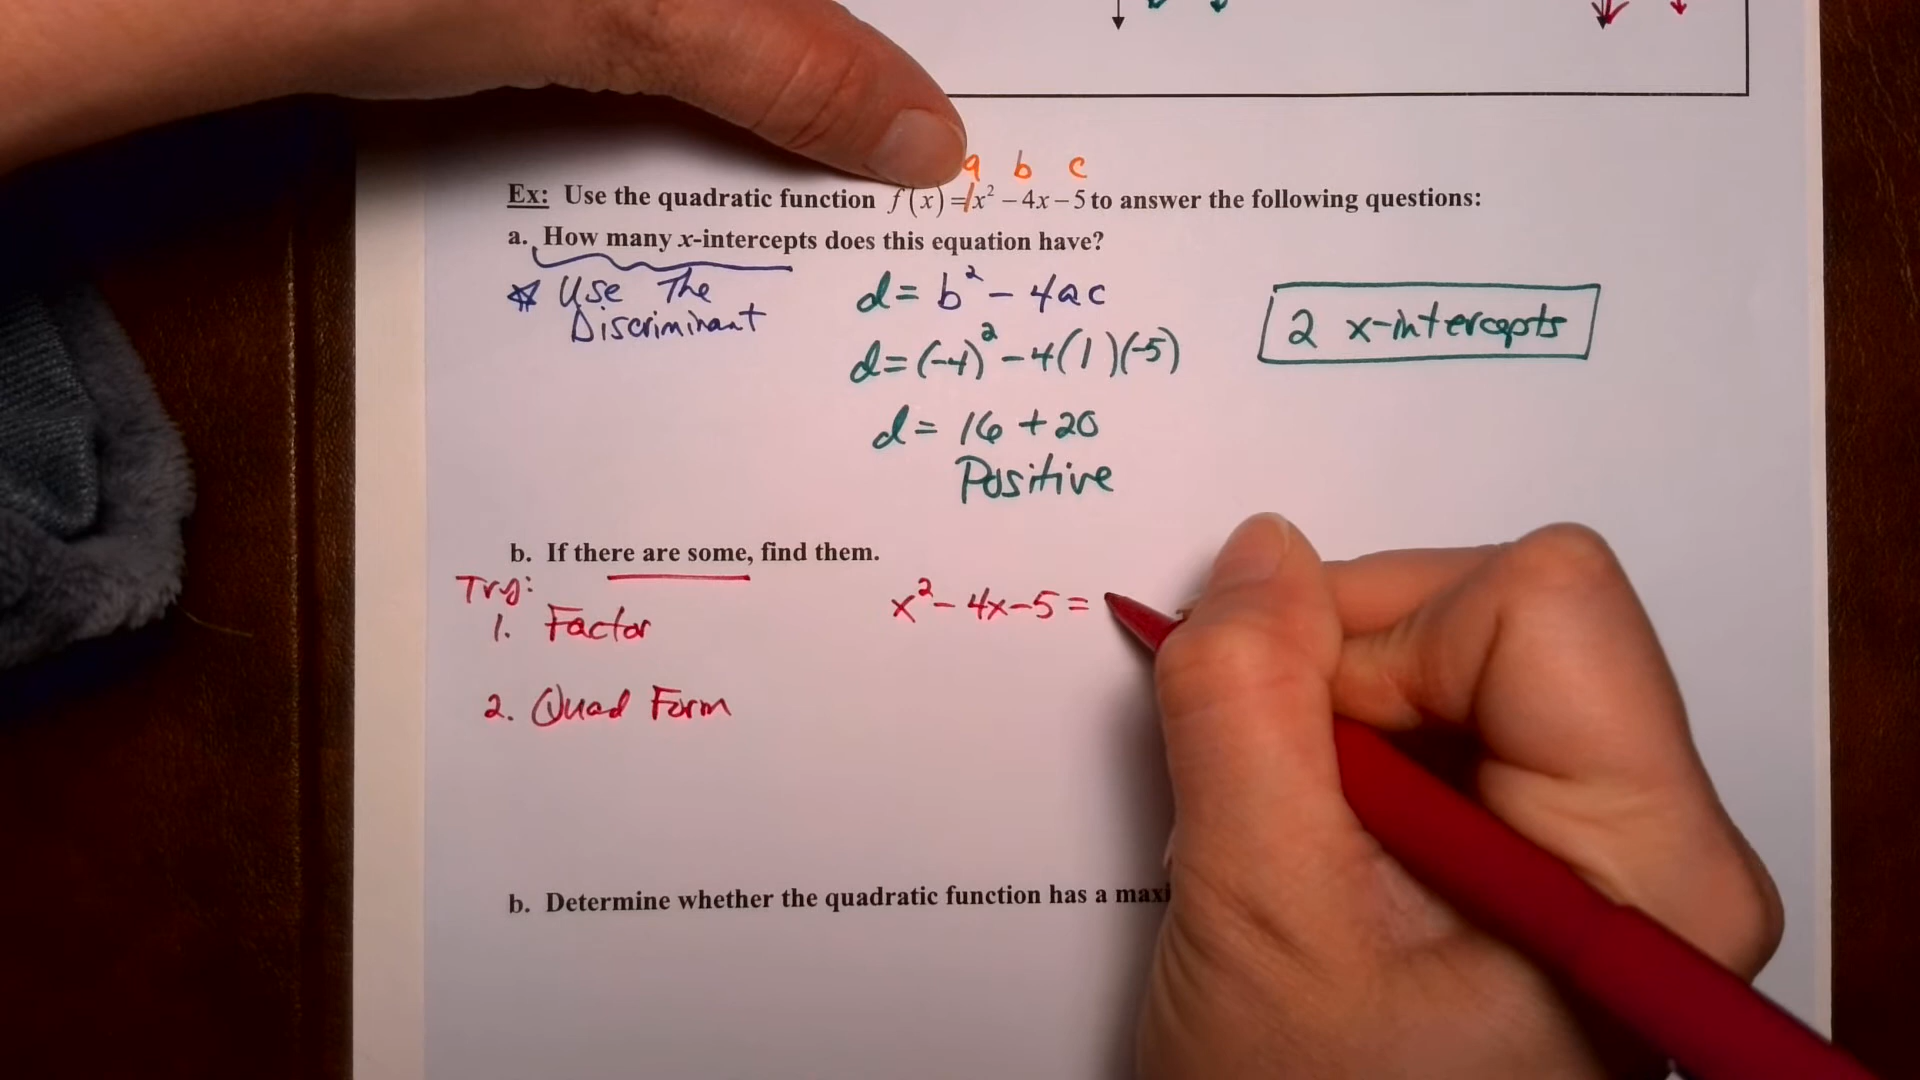 a b c
Ex: Use the quadratic function f(x)=1x² – 4x – 5 to answer the following questions:
a. How many x-intercepts does this equation have?
☆ Use The
Discriminant
d = b² – 4ac
d = (-4)² – 4(1)(-5)
d = 16 + 20
Positive
2 x-intercepts
b. If there are some, find them.
Try:
1. Factor
2. Quad Form
x² – 4x – 5 =
b. Determine whether the quadratic function has a